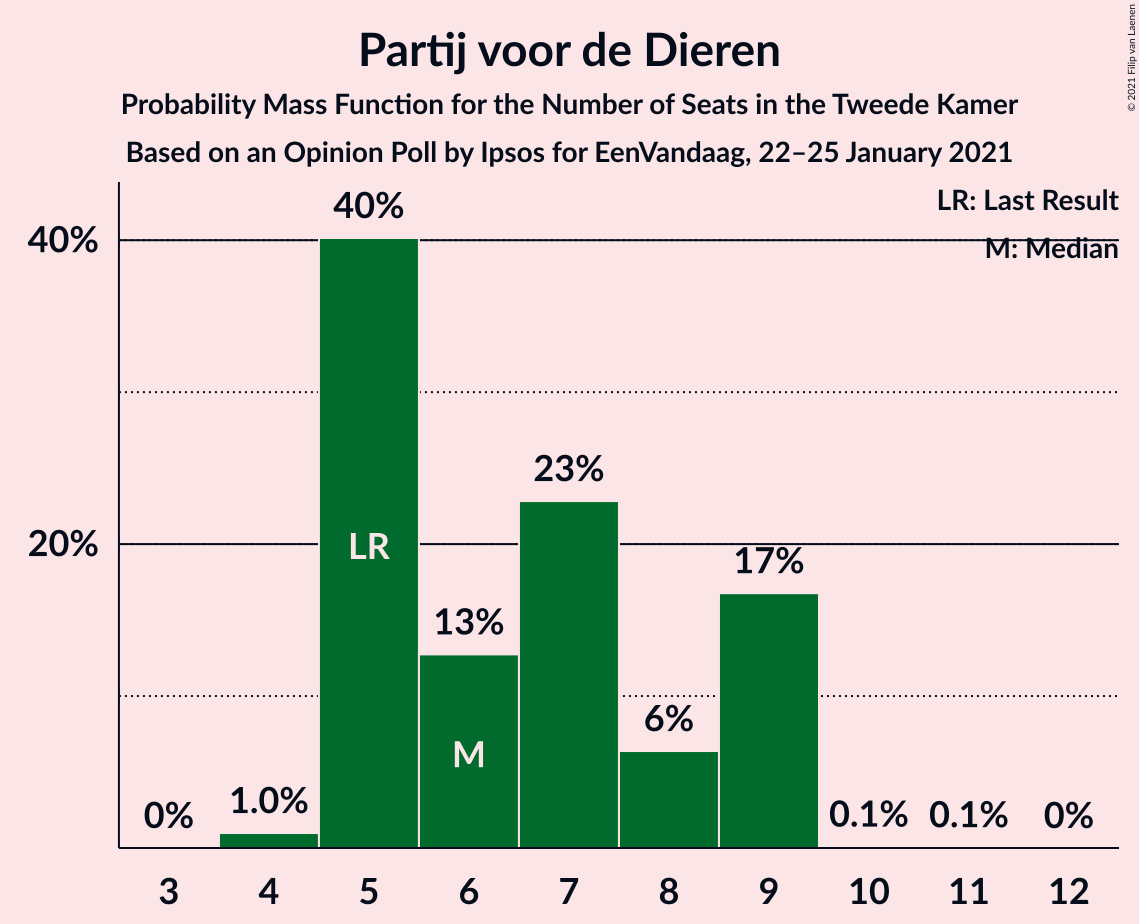 Partij voor de Dieren
Probability Mass Function for the Number of Seats in the Tweede Kamer
Based on an Opinion Poll by Ipsos for EenVandaag, 22–25 January 2021
© 2021 Filip van Laenen
LR: Last Result
M: Median
40%
20%
0%
1.0%
40%
13%
23%
6%
17%
0.1%
0.1%
0%
LR
M
3 4 5 6 7 8 9 10 11 12